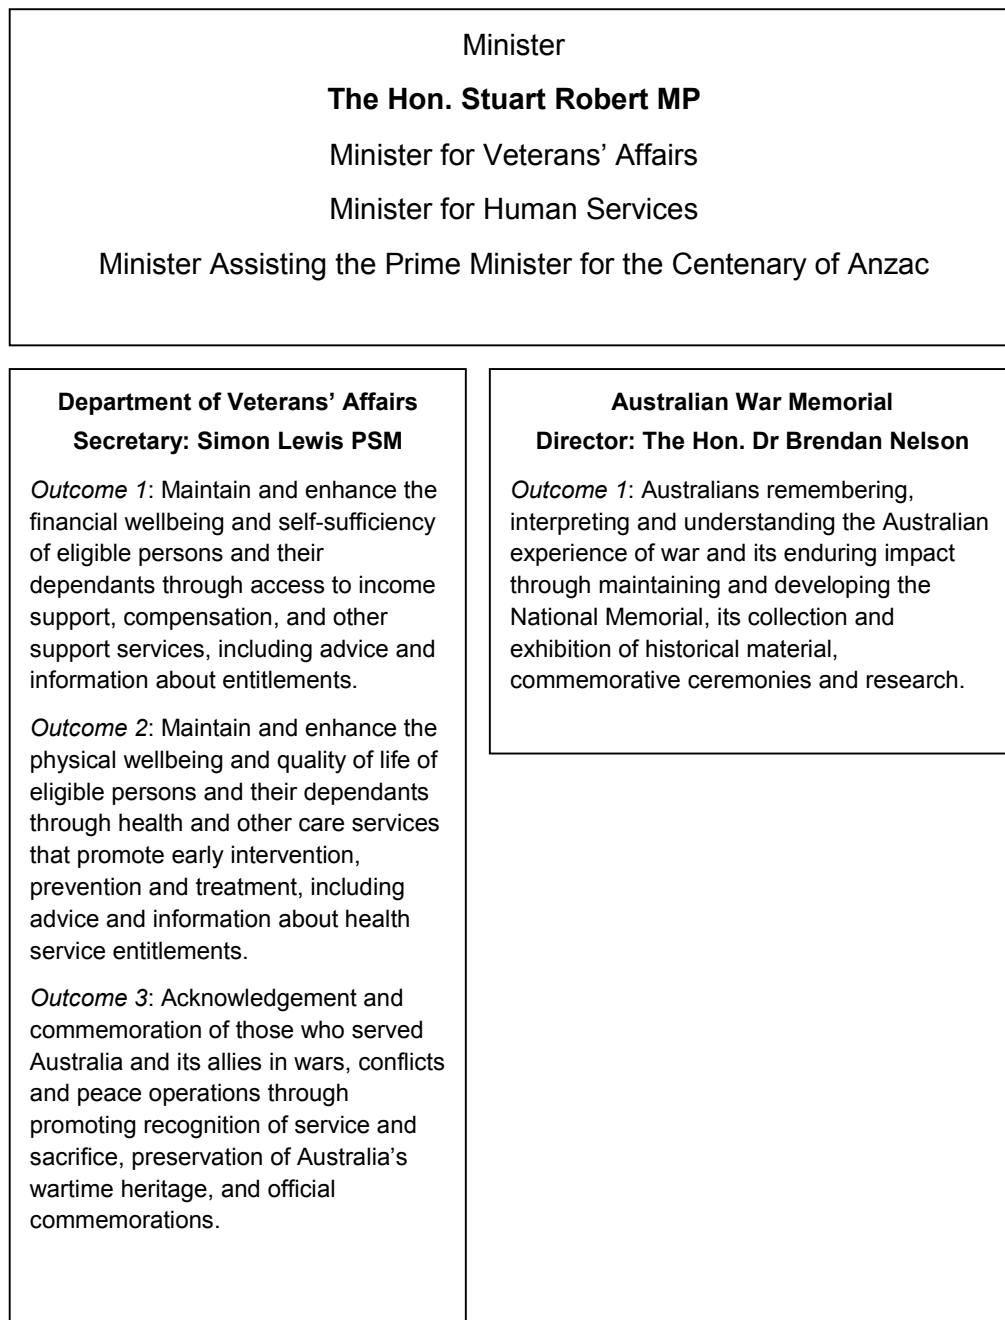 Minister
The Hon. Stuart Robert MP
Minister for Veterans’ Affairs
Minister for Human Services
Minister Assisting the Prime Minister for the Centenary of Anzac
Department of Veterans’ Affairs
Secretary: Simon Lewis PSM
Outcome 1: Maintain and enhance the
financial wellbeing and self-sufficiency
of eligible persons and their
dependants through access to income
support, compensation, and other
support services, including advice and
information about entitlements.
Outcome 2: Maintain and enhance the
physical wellbeing and quality of life of
eligible persons and their dependants
through health and other care services
that promote early intervention,
prevention and treatment, including
advice and information about health
service entitlements.
Outcome 3: Acknowledgement and
commemoration of those who served
Australia and its allies in wars, conflicts
and peace operations through
promoting recognition of service and
sacrifice, preservation of Australia’s
wartime heritage, and official
commemorations.
Australian War Memorial
Director: The Hon. Dr Brendan Nelson
Outcome 1: Australians remembering,
interpreting and understanding the Australian
experience of war and its enduring impact
through maintaining and developing the
National Memorial, its collection and
exhibition of historical material,
commemorative ceremonies and research.